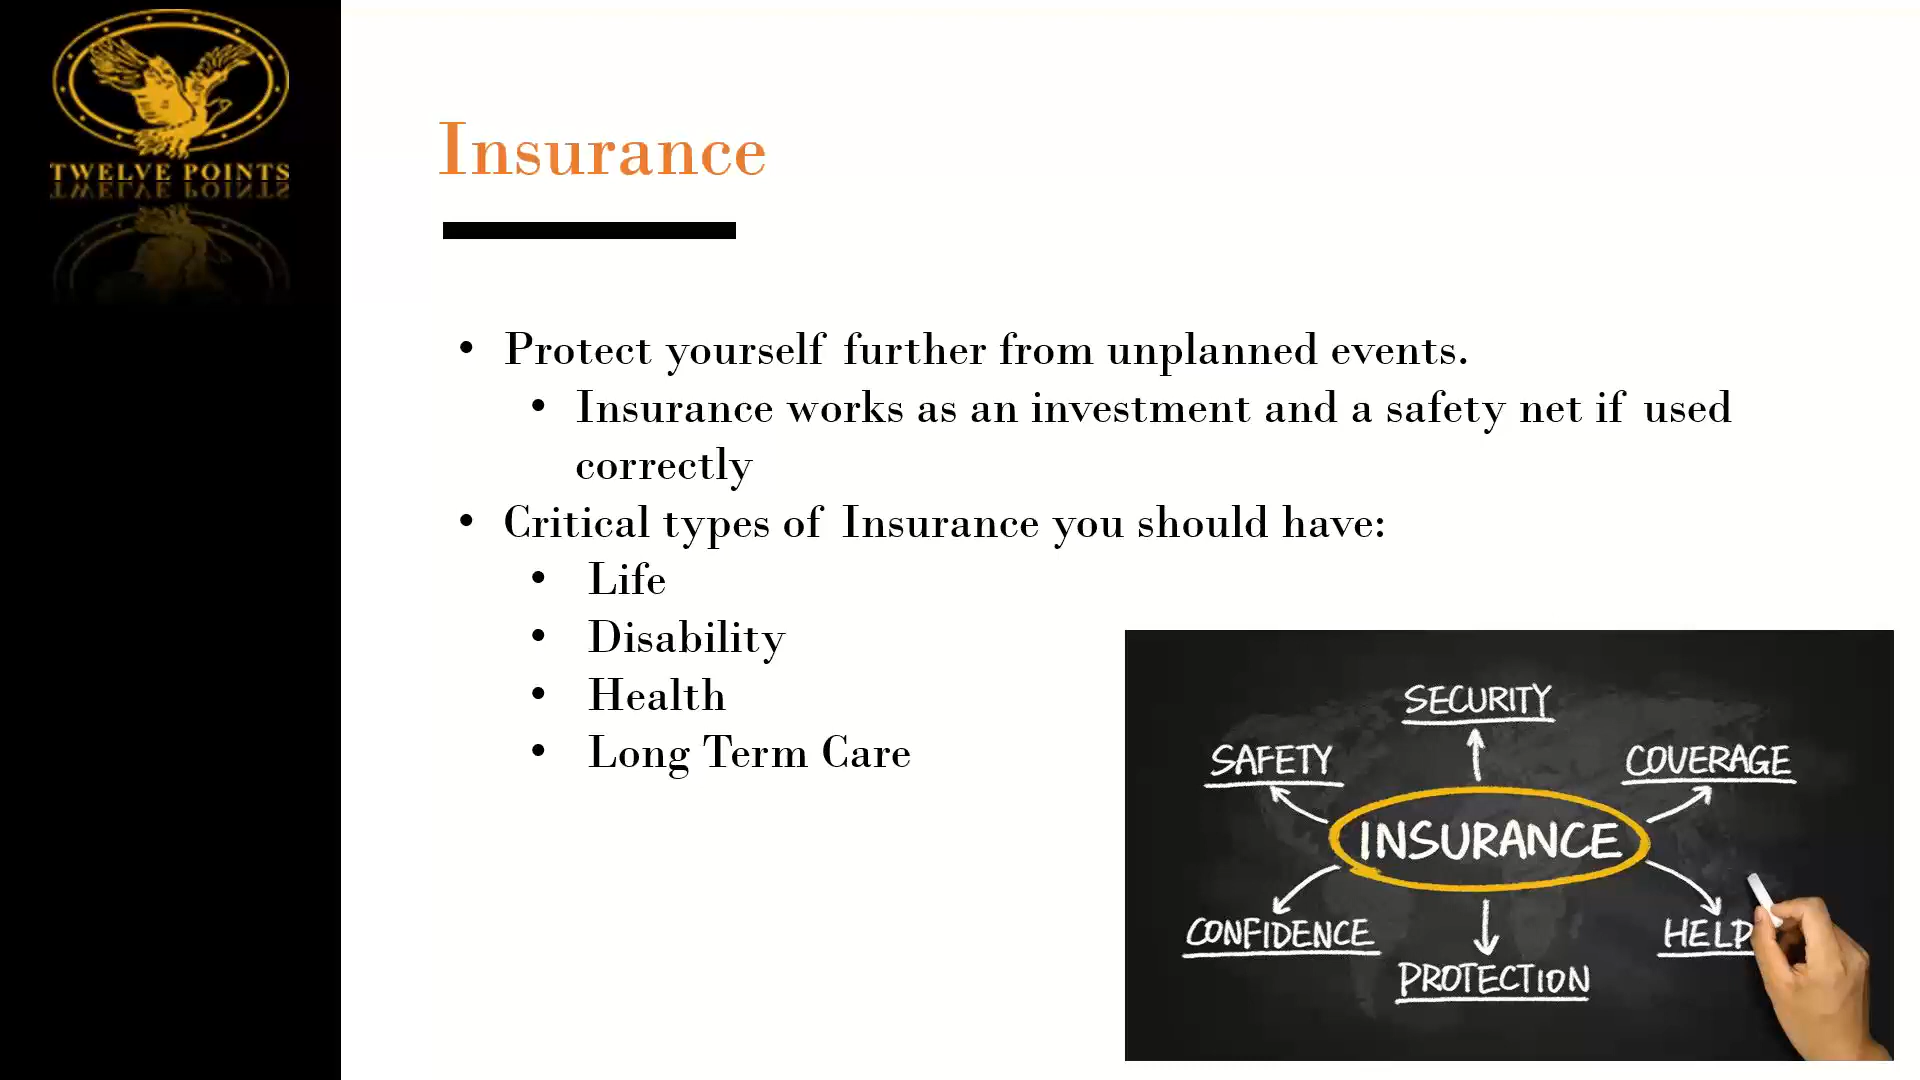 TWELVE POINTS
Insurance
• Protect yourself further from unplanned events.
• Insurance works as an investment and a safety net if used
correctly
• Critical types of Insurance you should have:
• Life
• Disability
• Health
• Long Term Care
SECURITY
SAFETY
COVERAGE
INSURANCE
CONFIDENCE
HELP
PROTECTION